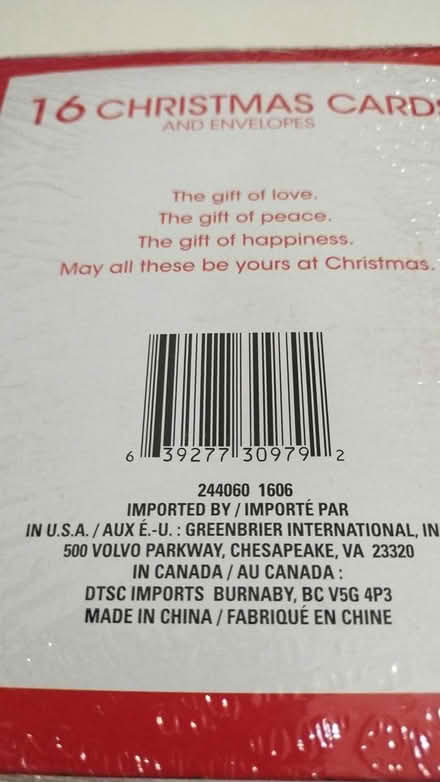 16 CHRISTMAS CARDS
AND ENVELOPES
The gift of love.
The gift of peace.
The gift of happiness.
May all these be yours at Christmas.
6 39277 30979 2
244060 1606
IMPORTED BY / IMPORTÉ PAR
IN U.S.A. / AUX É.-U. : GREENBRIER INTERNATIONAL, IN
500 VOLVO PARKWAY, CHESAPEAKE, VA 23320
IN CANADA / AU CANADA :
DTSC IMPORTS BURNABY, BC V5G 4P3
MADE IN CHINA / FABRIQUÉ EN CHINE